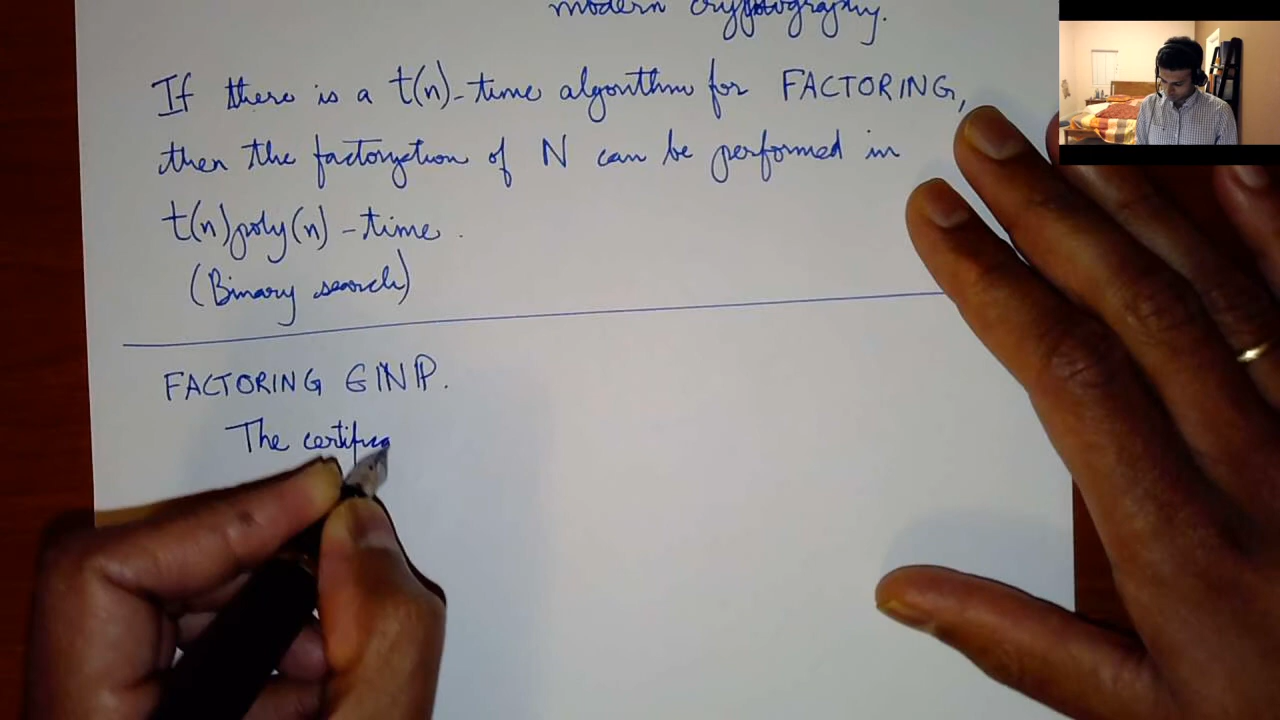 modern cryptography.
If there is a t(n)-time algorithm for FACTORING,
then the factorization of N can be performed in
t(n)poly(n)-time.
(Binary search)
FACTORING ∈ NP.
The certifica